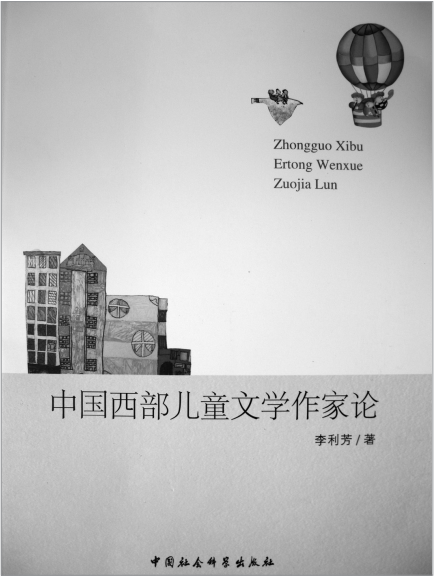 Zhongguo Xibu
Ertong Wenxue
Zuojia Lun
中国西部儿童文学作家论
李利芳/著
中国社会科学出版社